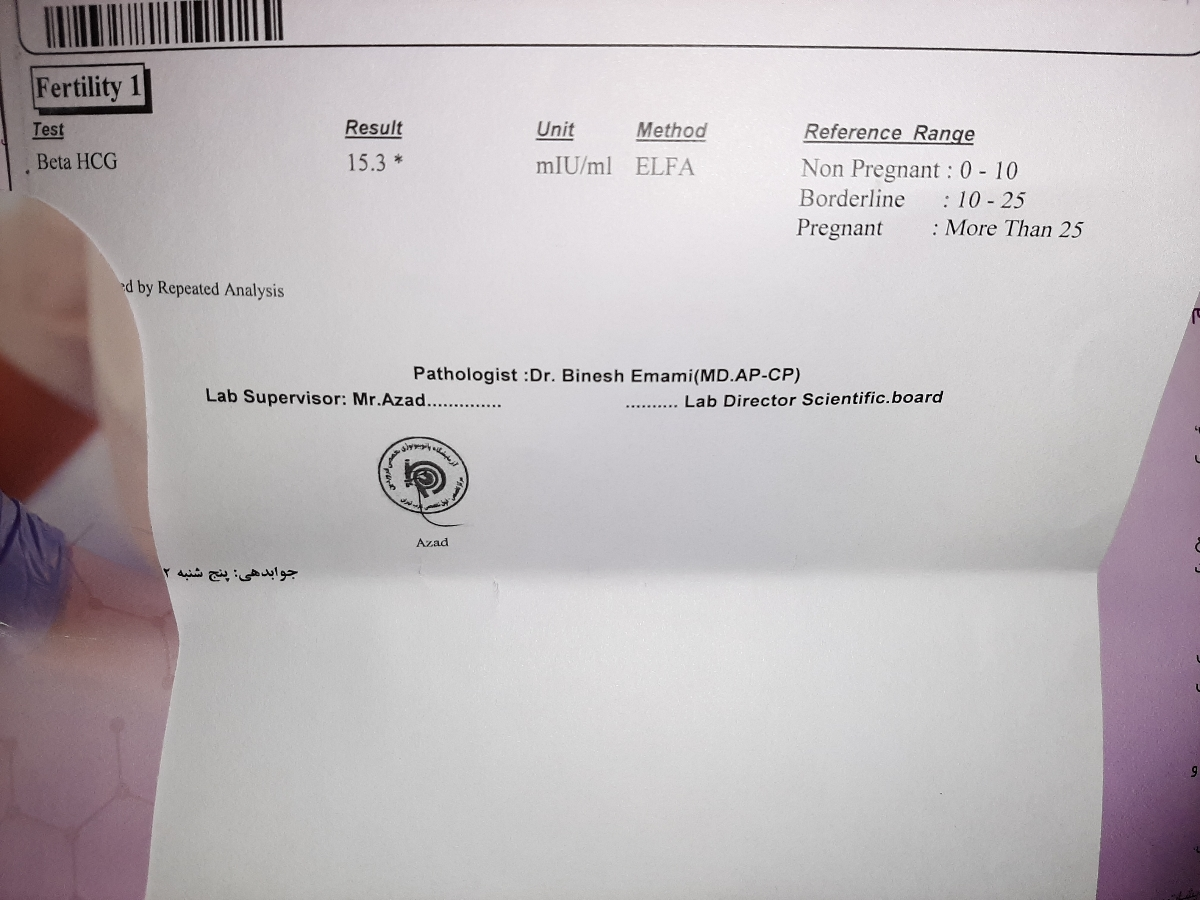 Fertility 1
Test Result Unit Method Reference Range
Beta HCG 15.3 * mIU/ml ELFA Non Pregnant : 0 - 10
Borderline : 10 - 25
Pregnant : More Than 25
by Repeated Analysis
Pathologist :Dr. Binesh Emami(MD.AP-CP)
Lab Supervisor: Mr.Azad.............. .......... Lab Director Scientific.board
Azad
جوابدهی: پنج شنبه ۲